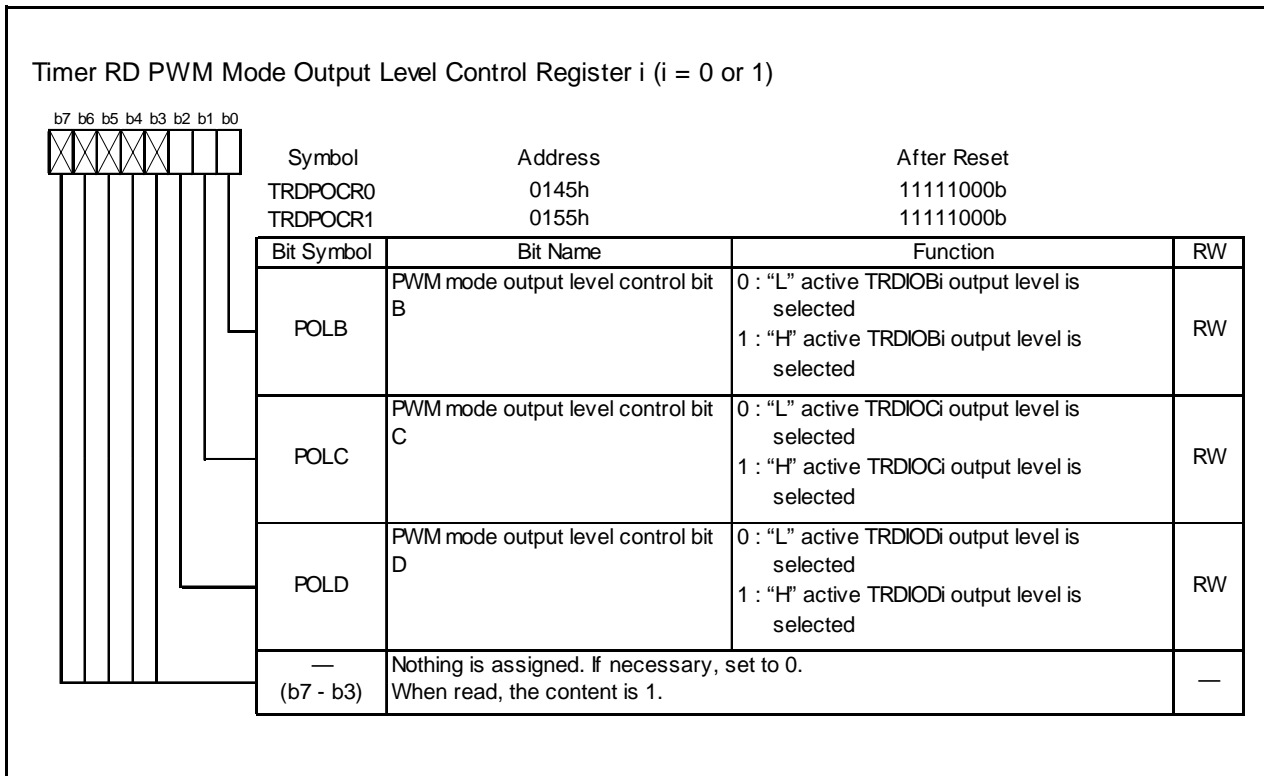 Timer RD PWM Mode Output Level Control Register i (i = 0 or 1)
b7 b6 b5 b4 b3 b2 b1 b0
Symbol Address After Reset
TRDPOCR0 0145h 11111000b
TRDPOCR1 0155h 11111000b
Bit Symbol Bit Name Function RW
POLB
PWM mode output level control bit
B
0 : “L” active TRDIOBi output level is
selected
1 : “H” active TRDIOBi output level is
selected
RW
POLC
PWM mode output level control bit
C
0 : “L” active TRDIOCi output level is
selected
1 : “H” active TRDIOCi output level is
selected
RW
POLD
PWM mode output level control bit
D
0 : “L” active TRDIODi output level is
selected
1 : “H” active TRDIODi output level is
selected
RW
—
(b7 - b3)
Nothing is assigned. If necessary, set to 0.
When read, the content is 1.
—